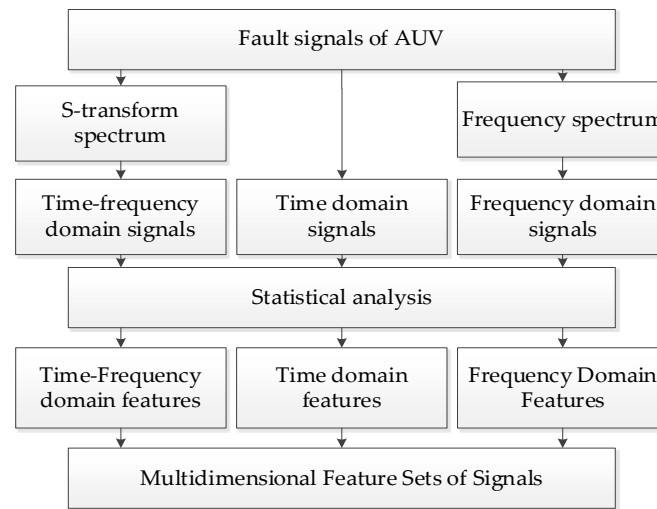 Fault signals of AUV
S-transform
spectrum
Frequency spectrum
Time-frequency
domain signals
Time domain
signals
Frequency domain
signals
Statistical analysis
Time-Frequency
domain features
Time domain
features
Frequency Domain
Features
Multidimensional Feature Sets of Signals